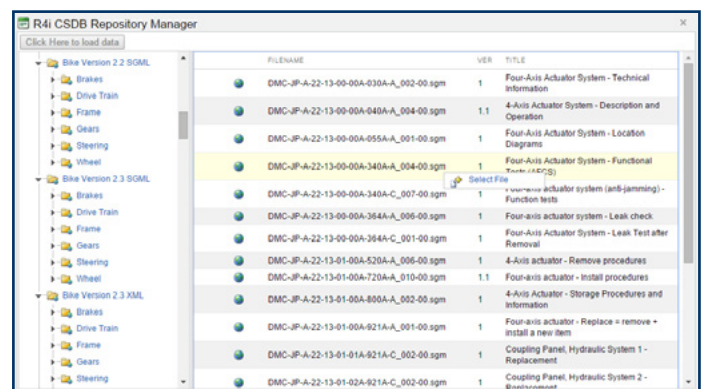 R4i CSDB Repository Manager
×
Click Here to load data
Bike Version 2.2 SGML
Brakes
Drive Train
Frame
Gears
Steering
Wheel
Bike Version 2.3 SGML
Brakes
Drive Train
Frame
Gears
Steering
Wheel
Bike Version 2.3 XML
Brakes
Drive Train
Frame
Gears
Steering
FILENAME VER TITLE
DMC-JP-A-22-13-00-00A-030A-A_002-00.sgm 1 Four-Axis Actuator System - Technical
Information
DMC-JP-A-22-13-00-00A-040A-A_004-00.sgm 1.1 4-Axis Actuator System - Description and
Operation
DMC-JP-A-22-13-00-00A-055A-A_001-00.sgm 1 Four-Axis Actuator System - Location
Diagrams
DMC-JP-A-22-13-00-00A-340A-A_004-00.sgm 1 Four-Axis Actuator System - Functional
Tests (AFCS)
Select File
DMC-JP-A-22-13-00-00A-340A-C_007-00.sgm 1 Four-axis actuator system (anti-jamming) -
Function tests
DMC-JP-A-22-13-00-00A-364A-A_006-00.sgm 1 Four-axis actuator system - Leak check
DMC-JP-A-22-13-00-00A-364A-C_001-00.sgm 1 Four-Axis Actuator System - Leak Test after
Removal
DMC-JP-A-22-13-01-00A-520A-A_006-00.sgm 1 4-Axis actuator - Remove procedures
DMC-JP-A-22-13-01-00A-720A-A_010-00.sgm 1.1 Four-axis actuator - Install procedures
DMC-JP-A-22-13-01-00A-800A-A_002-00.sgm 1 4-Axis Actuator - Storage Procedures and
Information
DMC-JP-A-22-13-01-00A-921A-A_001-00.sgm 1 Four-axis actuator - Replace = remove +
install a new item
DMC-JP-A-22-13-01-01A-921A-C_002-00.sgm 1 Coupling Panel, Hydraulic System 1 -
Replacement
DMC-JP-A-22-13-01-02A-921A-C_002-00.sgm 1 Coupling Panel, Hydraulic System 2 -
Replacement